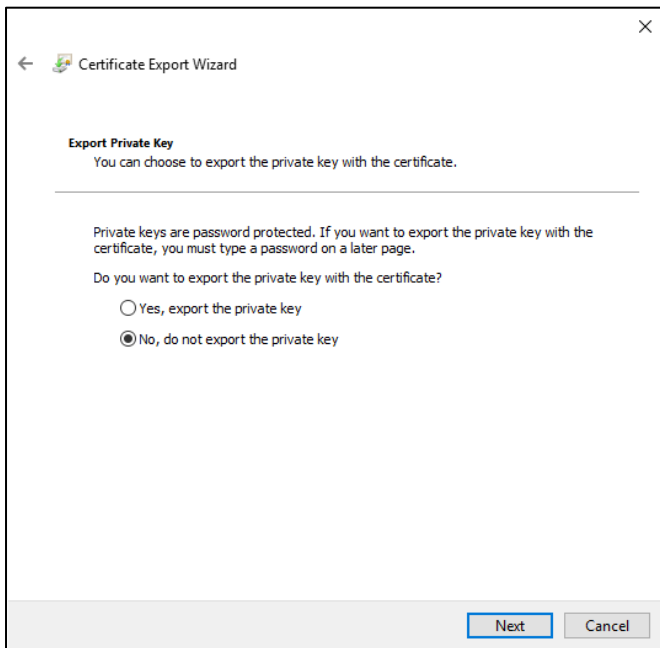 Certificate Export Wizard
Export Private Key
You can choose to export the private key with the certificate.
Private keys are password protected. If you want to export the private key with the
certificate, you must type a password on a later page.
Do you want to export the private key with the certificate?
Yes, export the private key
No, do not export the private key
Next Cancel